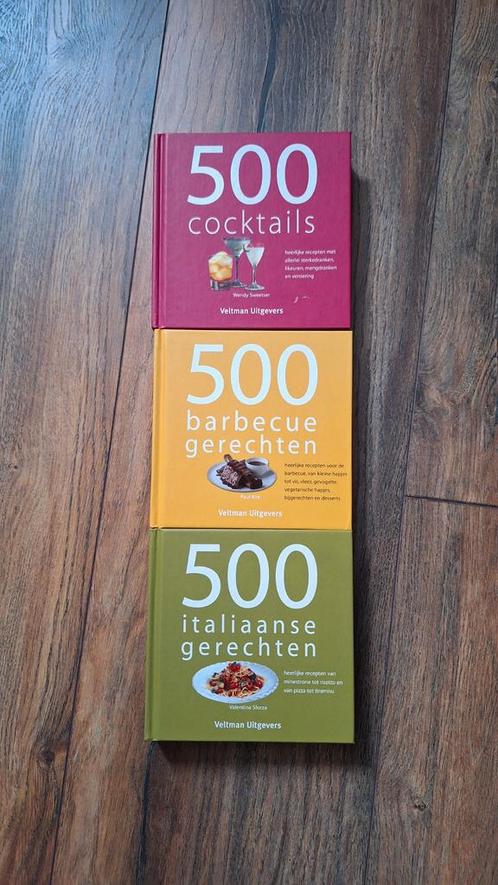 500
cocktails
heerlijke recepten met
allerlei sterkedranken,
likeuren, mengdranken
en versiering
Wendy Sweetser
Veltman Uitgevers
500
barbecue
gerechten
heerlijke recepten voor de
barbecue, van kleine hapjes
tot vis, vlees, gevogelte,
vegetarische hapjes,
bijgerechten en desserts
Paul Kirk
Veltman Uitgevers
500
italiaanse
gerechten
heerlijke recepten van
minestrone tot risotto en
van pizza tot tiramisu
Valentina Sforza
Veltman Uitgevers